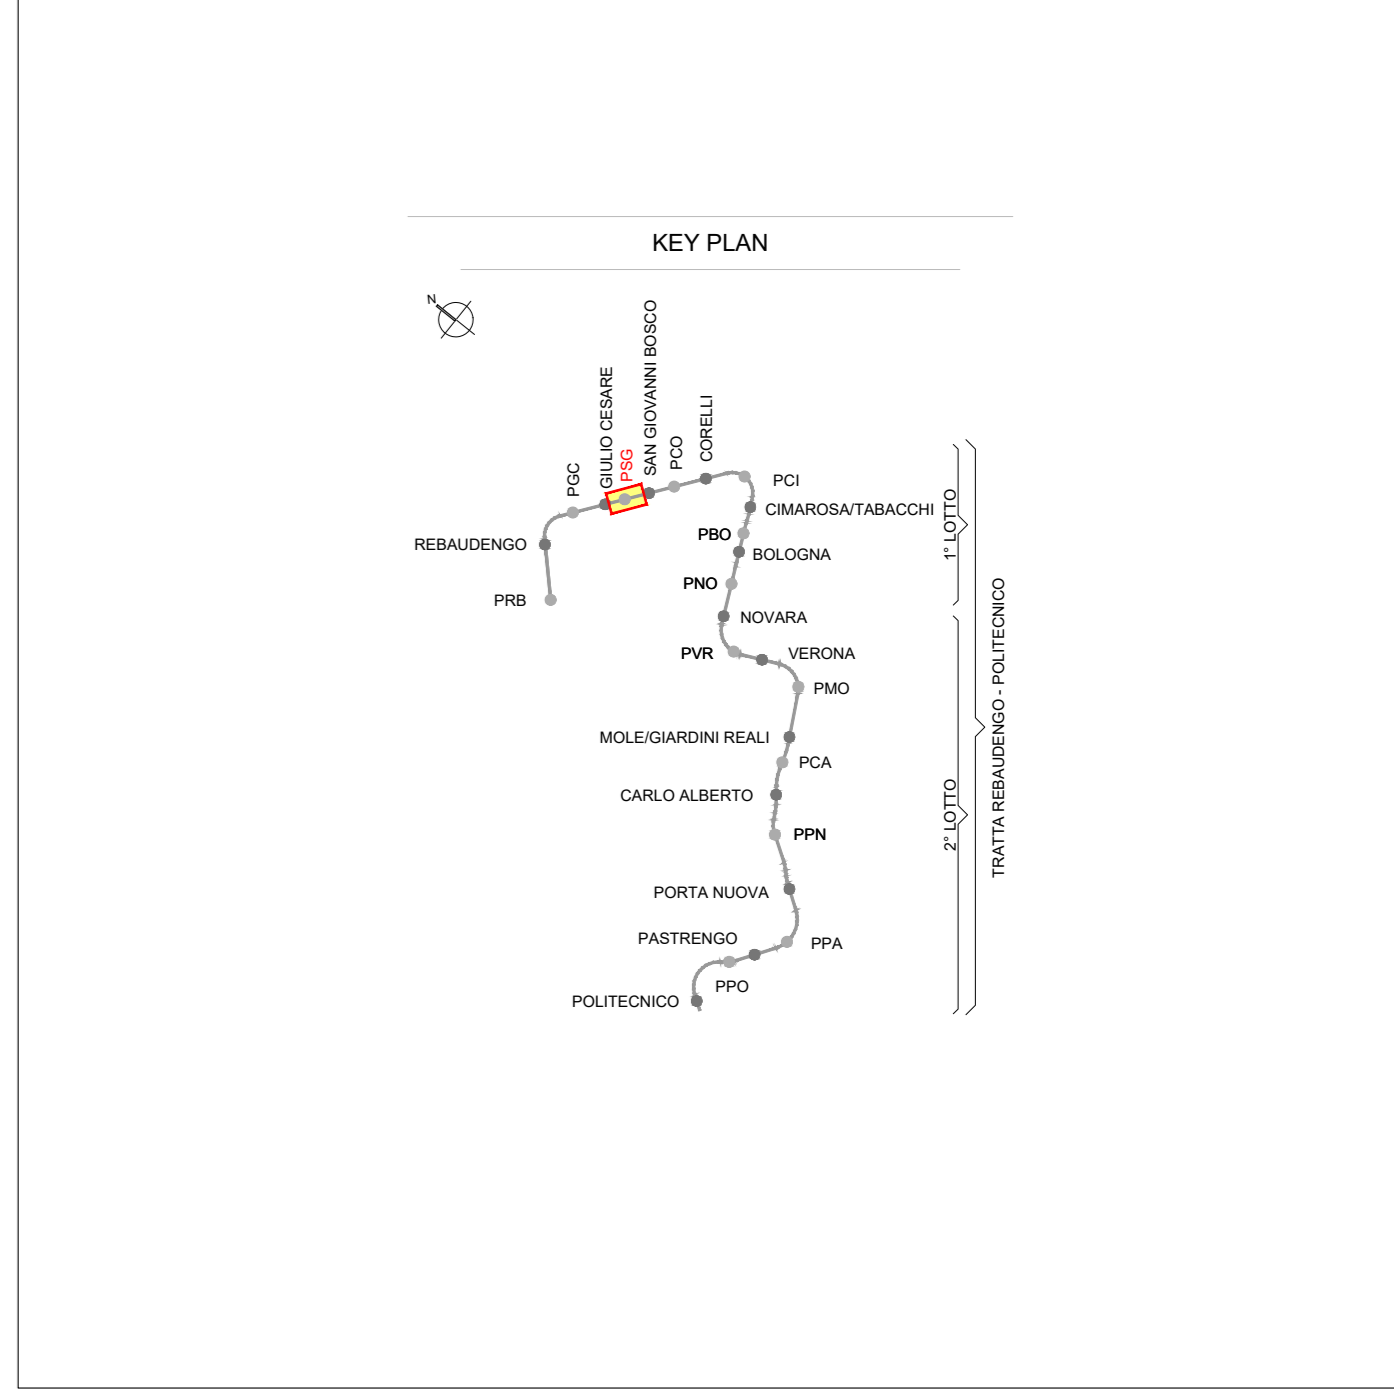 KEY PLAN
N
PGC
GIULIO CESARE
PSG
SAN GIOVANNI BOSCO
PCO
CORELLI
PCI
CIMAROSA/TABACCHI
PBO
REBAUDENGO
BOLOGNA
PNO
PRB
NOVARA
PVR
VERONA
PMO
MOLE/GIARDINI REALI
PCA
CARLO ALBERTO
PPN
PORTA NUOVA
PASTRENGO
PPA
PPO
POLITECNICO
1° LOTTO
2° LOTTO
TRATTA REBAUDENGO - POLITECNICO